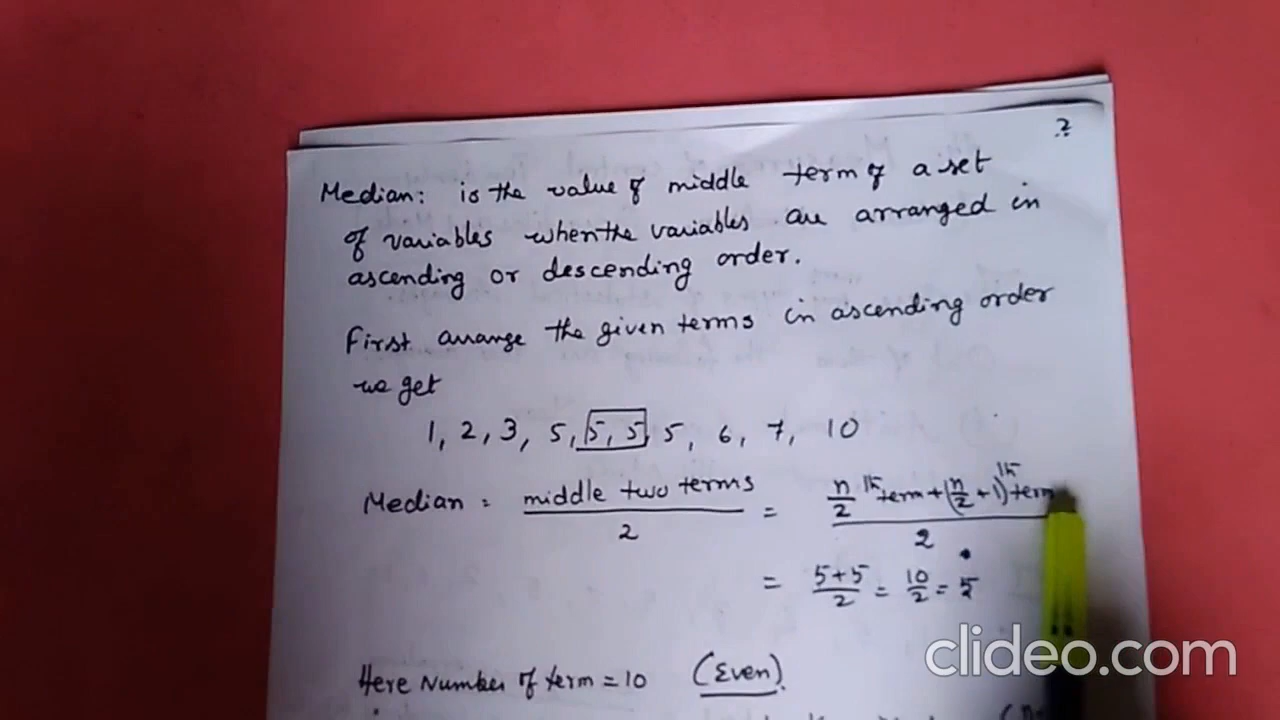 2
Median: is the value of middle term of a set
of variables when the variables are arranged in
ascending or descending order.
First arrange the given terms in ascending order
we get
1, 2, 3, 5, 5, 5, 5, 6, 7, 10
Median = middle two terms / 2 = n/2 th term + (n/2 + 1)th term / 2
= 5+5/2 = 10/2 = 5
Here Number of term = 10 (Even).
clideo.com